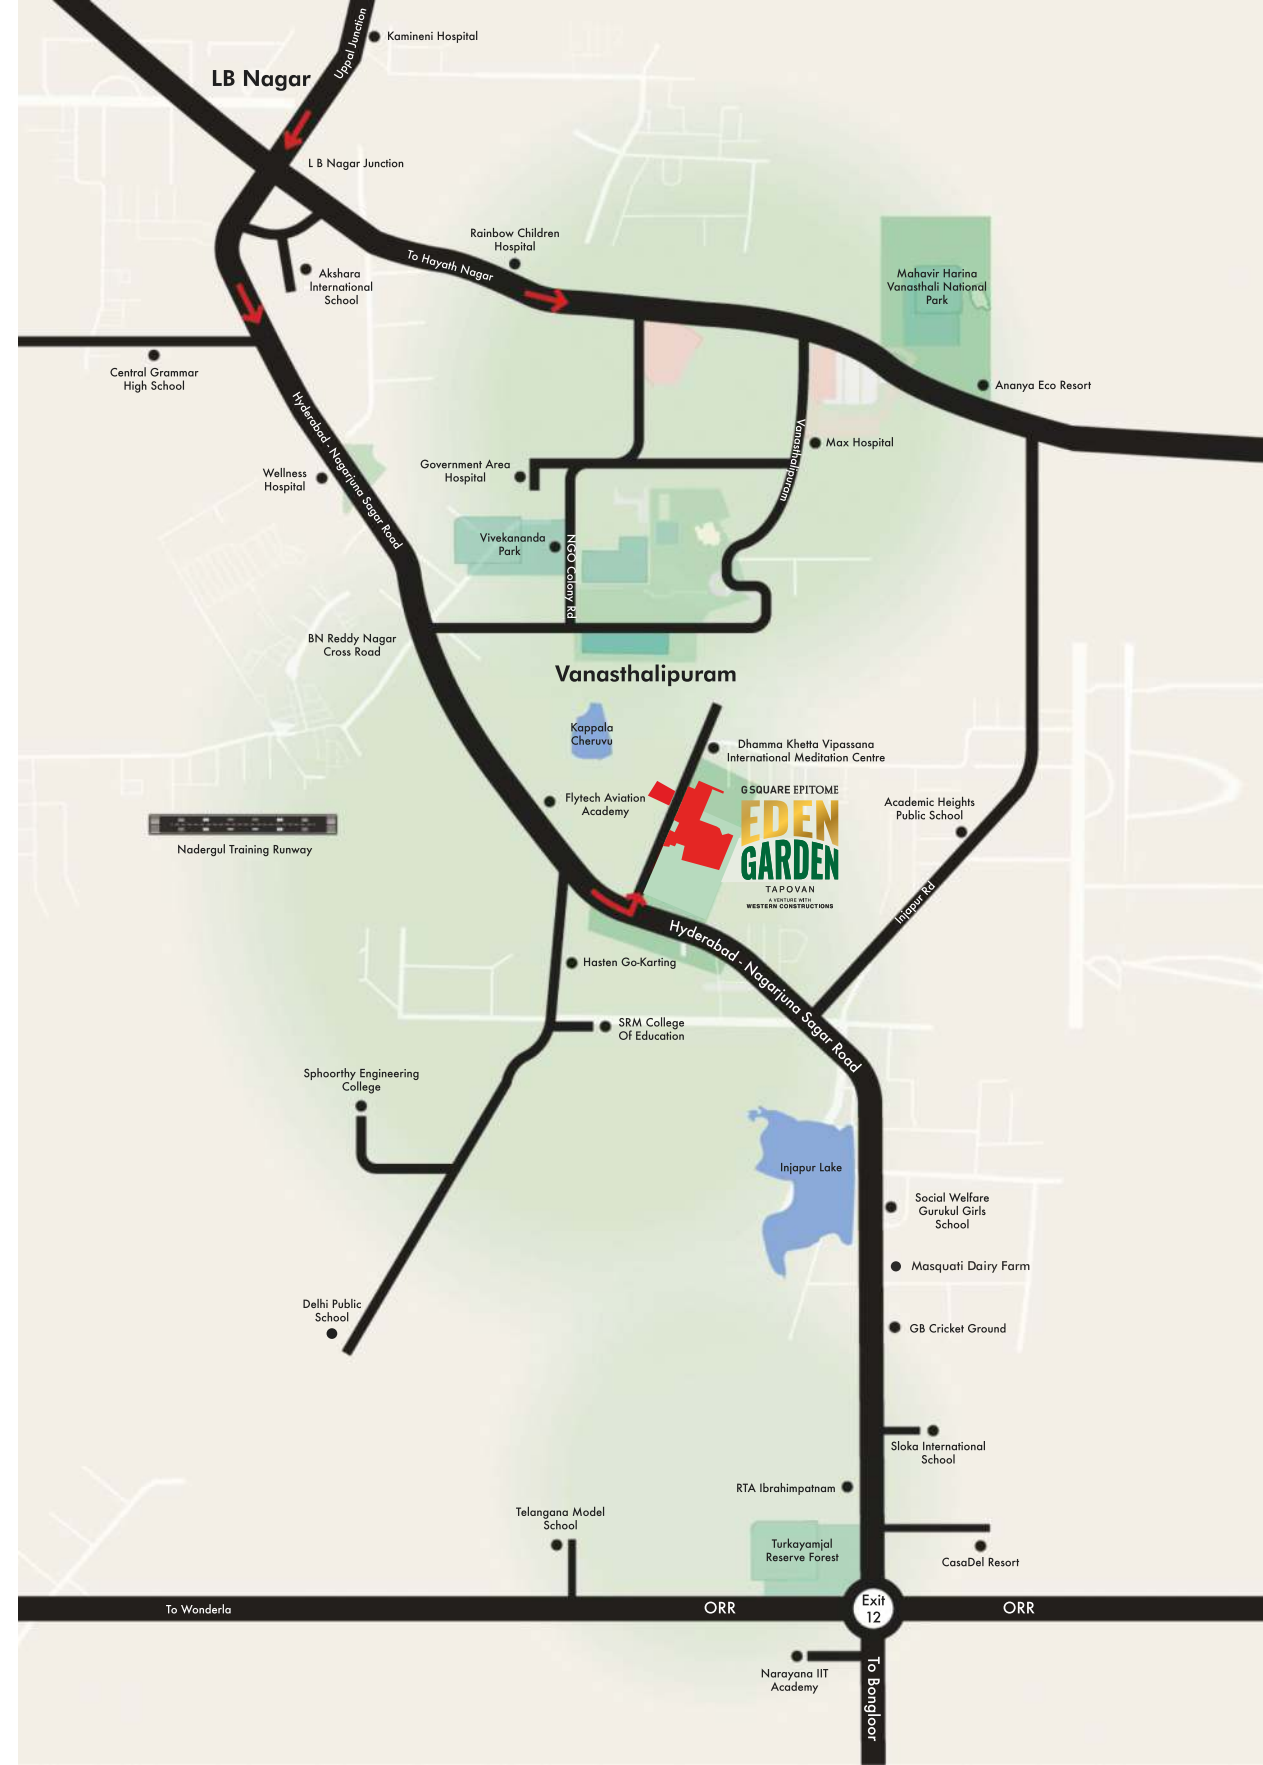 Uppal Junction
Kamineni Hospital
LB Nagar
L B Nagar Junction
Rainbow Children
Hospital
To Hayath Nagar
Akshara
International
School
Mahavir Harina
Vanasthali National
Park
Central Grammar
High School
Ananya Eco Resort
Hyderabad - Nagarjuna Sagar Road
Vanasthalipuram
Max Hospital
Wellness
Hospital
Government Area
Hospital
Vivekananda
Park
NGO Colony Rd
BN Reddy Nagar
Cross Road
Vanasthalipuram
Kappala
Cheruvu
Dhamma Khetta Vipassana
International Meditation Centre
Flytech Aviation
Academy
G SQUARE EPITOME
EDEN
GARDEN
TAPOVAN
A VENTURE WITH
WESTERN CONSTRUCTIONS
Academic Heights
Public School
Nadergul Training Runway
Injapur Rd
Hyderabad - Nagarjuna Sagar Road
Hasten Go-Karting
SRM College
Of Education
Sphoorthy Engineering
College
Injapur Lake
Social Welfare
Gurukul Girls
School
Masquati Dairy Farm
Delhi Public
School
GB Cricket Ground
Sloka International
School
RTA Ibrahimpatnam
Telangana Model
School
Turkayamjal
Reserve Forest
CasaDel Resort
To Wonderla
ORR
Exit
12
ORR
Narayana IIT
Academy
To Bongloor